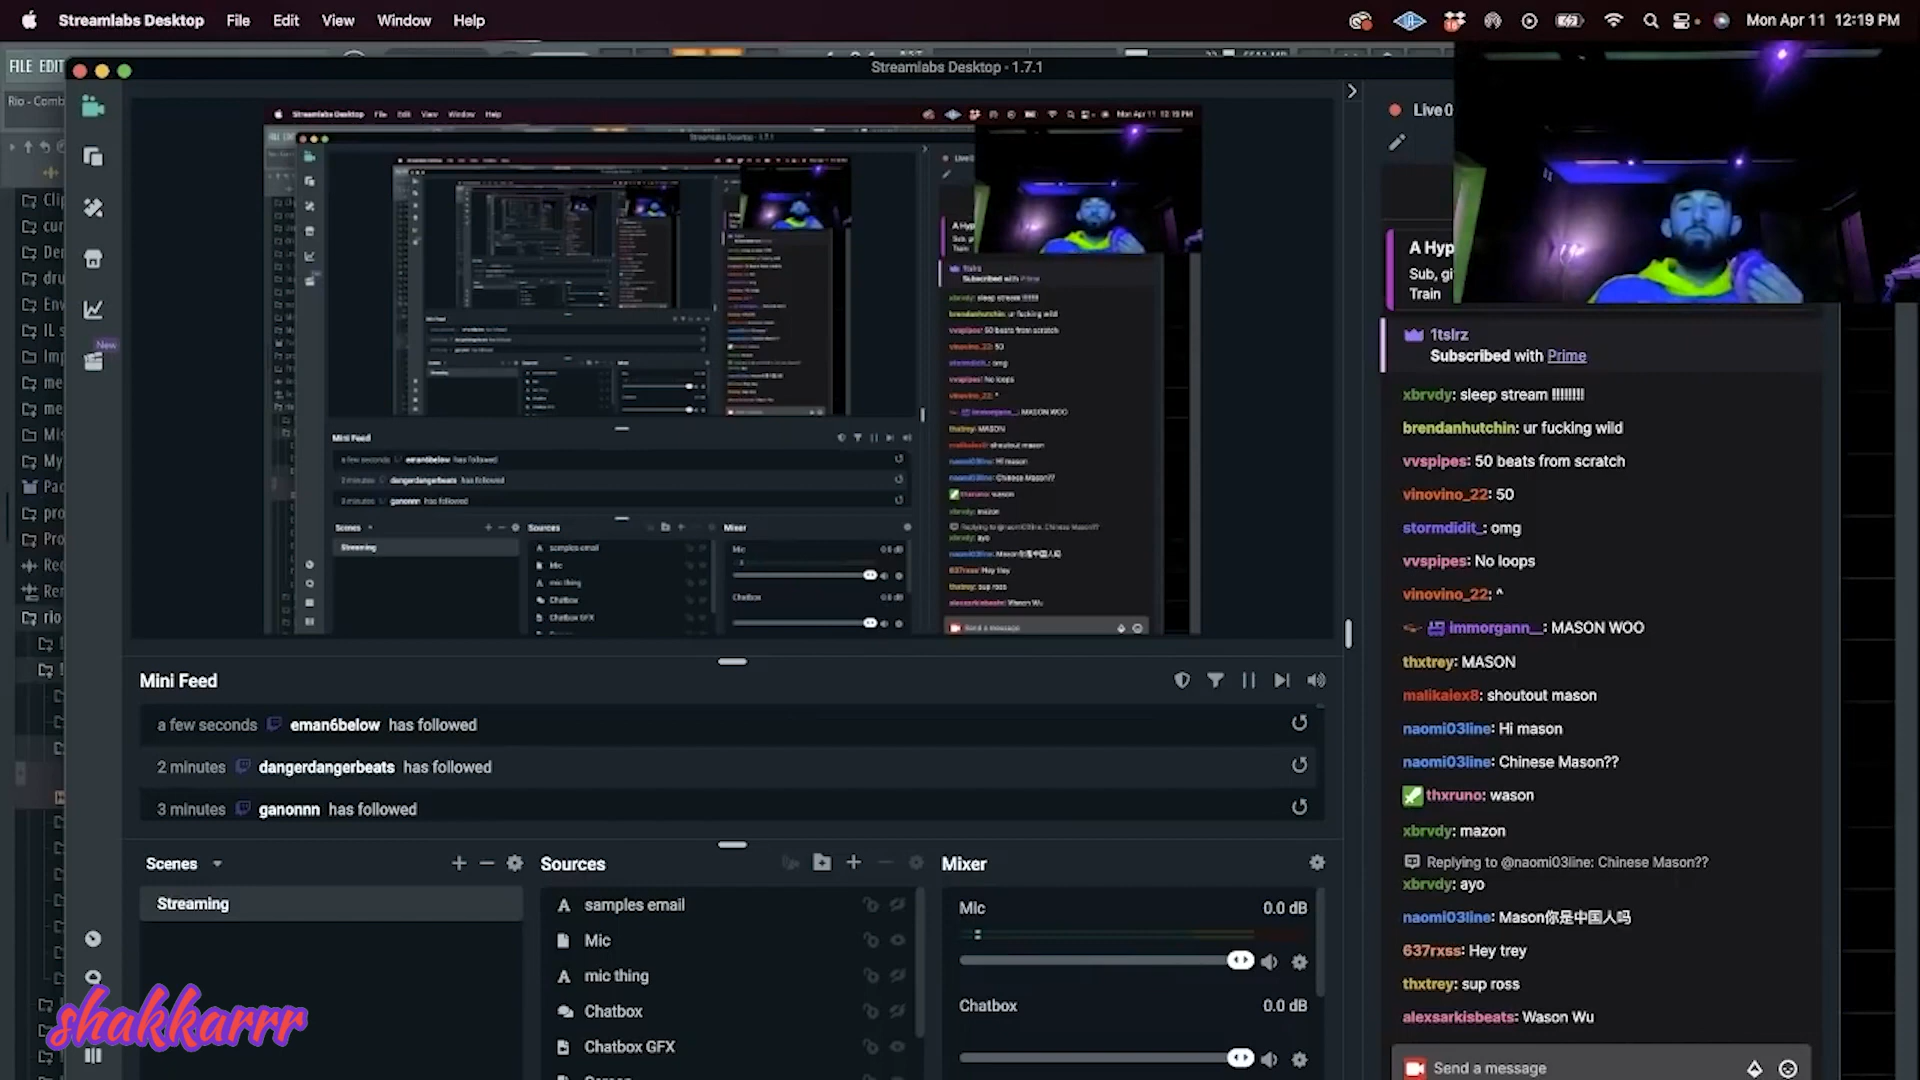 Streamlabs Desktop File Edit View Window Help
Mon Apr 11 12:19 PM
FILE EDIT
Streamlabs Desktop - 1.7.1
Rio - Comb
Live
A Hyp
Sub, gi
Train
1tslrz
Subscribed with Prime
xbrvdy: sleep stream !!!!!!!!
brendanhutchin: ur fucking wild
vvspipes: 50 beats from scratch
vinovino_22: 50
stormdidit_: omg
vvspipes: No loops
vinovino_22: ^
immorgann__: MASON WOO
thxtrey: MASON
malikalex8: shoutout mason
naomi03line: Hi mason
naomi03line: Chinese Mason??
thxruno: wason
xbrvdy: mazon
Replying to @naomi03line: Chinese Mason??
xbrvdy: ayo
naomi03line: Mason你是中国人吗
637rxss: Hey trey
thxtrey: sup ross
alexsarkisbeats: Wason Wu
Send a message
New
Mini Feed
a few seconds eman6below has followed
2 minutes dangerdangerbeats has followed
3 minutes ganonnn has followed
Scenes
Streaming
Sources
samples email
Mic
mic thing
Chatbox
Chatbox GFX
Mixer
Mic 0.0 dB
Chatbox 0.0 dB
shakkarrr